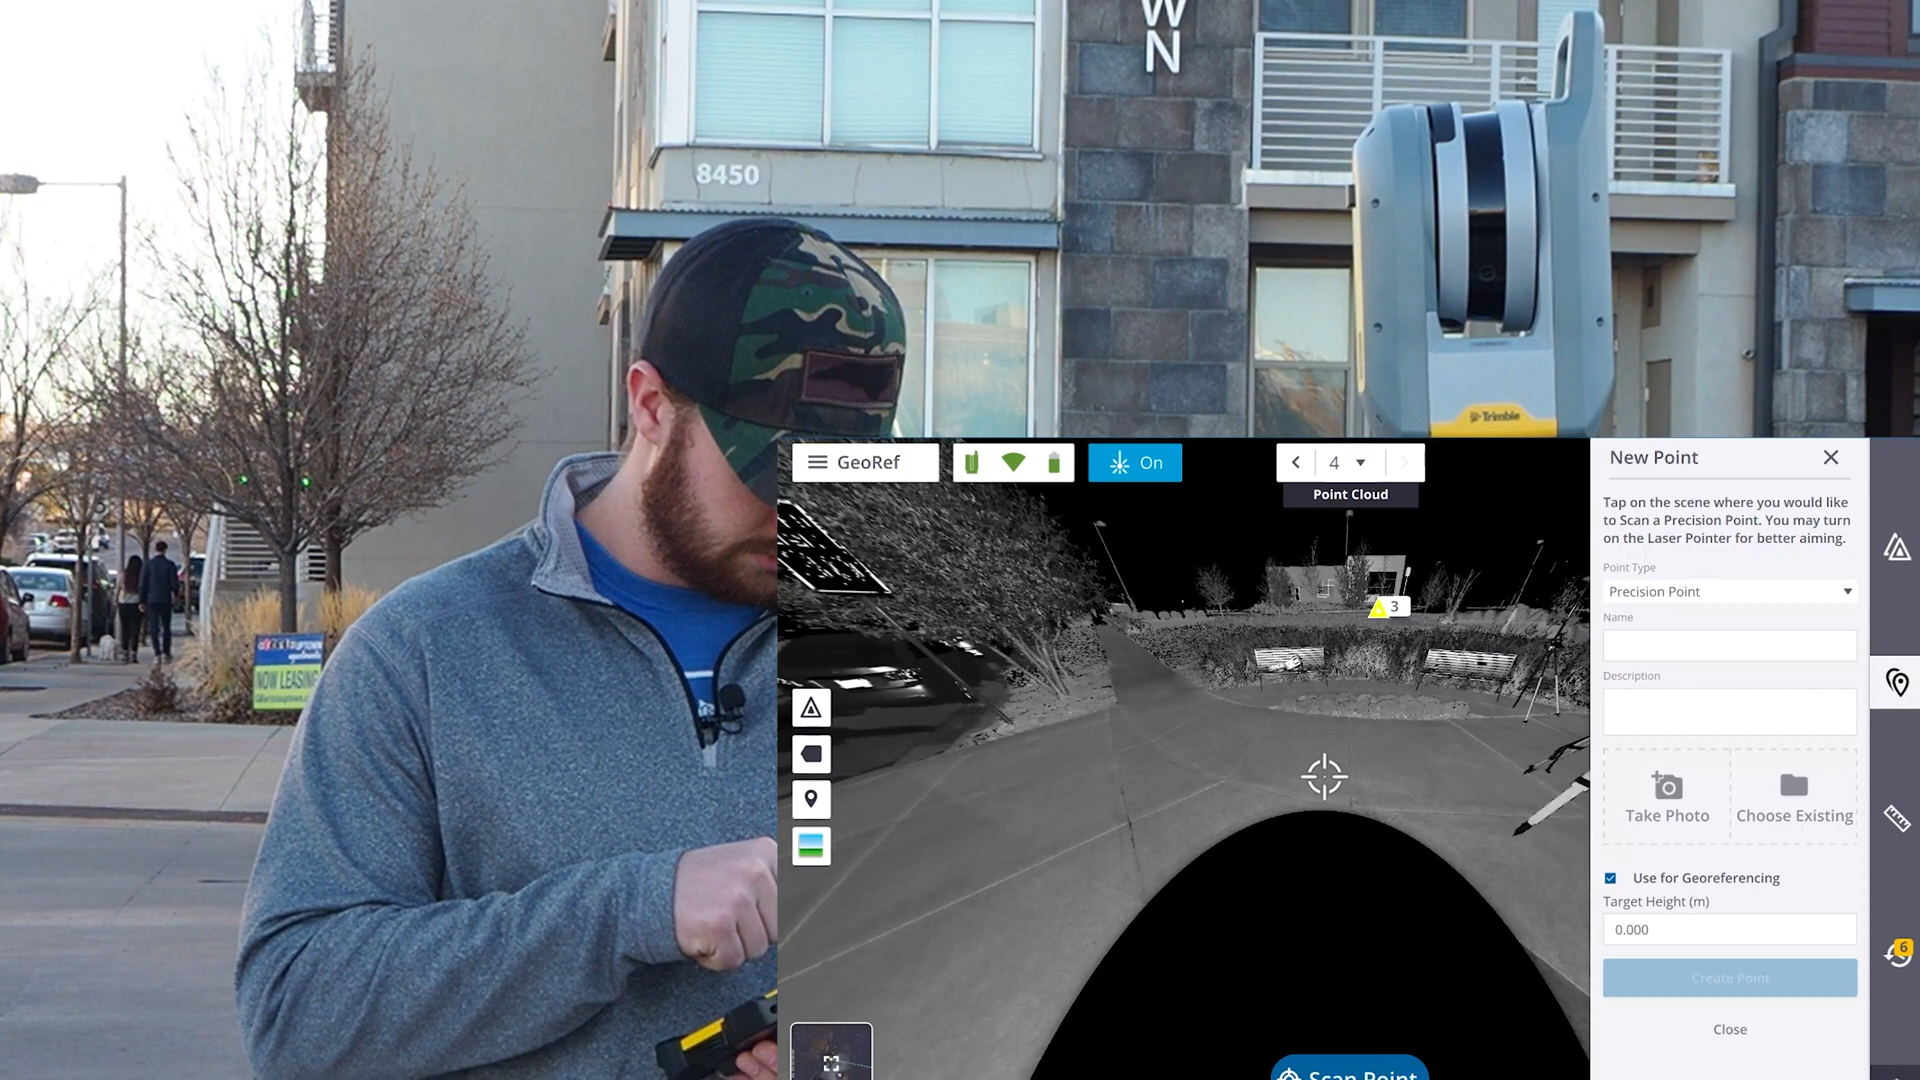 W
N
8450
Trimble
UPTOWN
apartments
NOW LEASING
GeoRef
On
4
Point Cloud
3
New Point
Tap on the scene where you would like
to Scan a Precision Point. You may turn
on the Laser Pointer for better aiming.
Point Type
Precision Point
Name
Description
Take Photo
Choose Existing
Use for Georeferencing
Target Height (m)
0.000
6
Create Point
Close
Scan Point